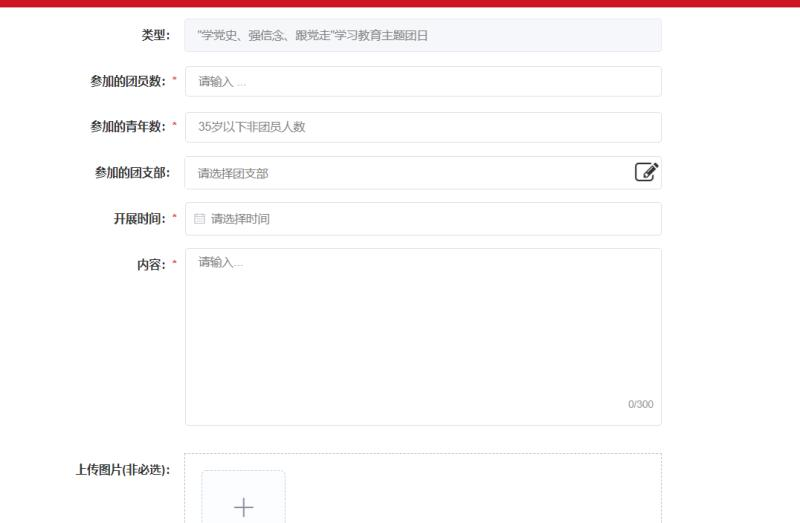 类型： "学党史、强信念、跟党走"学习教育主题团日
参加的团员数： * 请输入 ...
参加的青年数： * 35岁以下非团员人数
参加的团支部： 请选择团支部
开展时间： * 请选择时间
内容： * 请输入...
0/300
上传图片(非必选)：